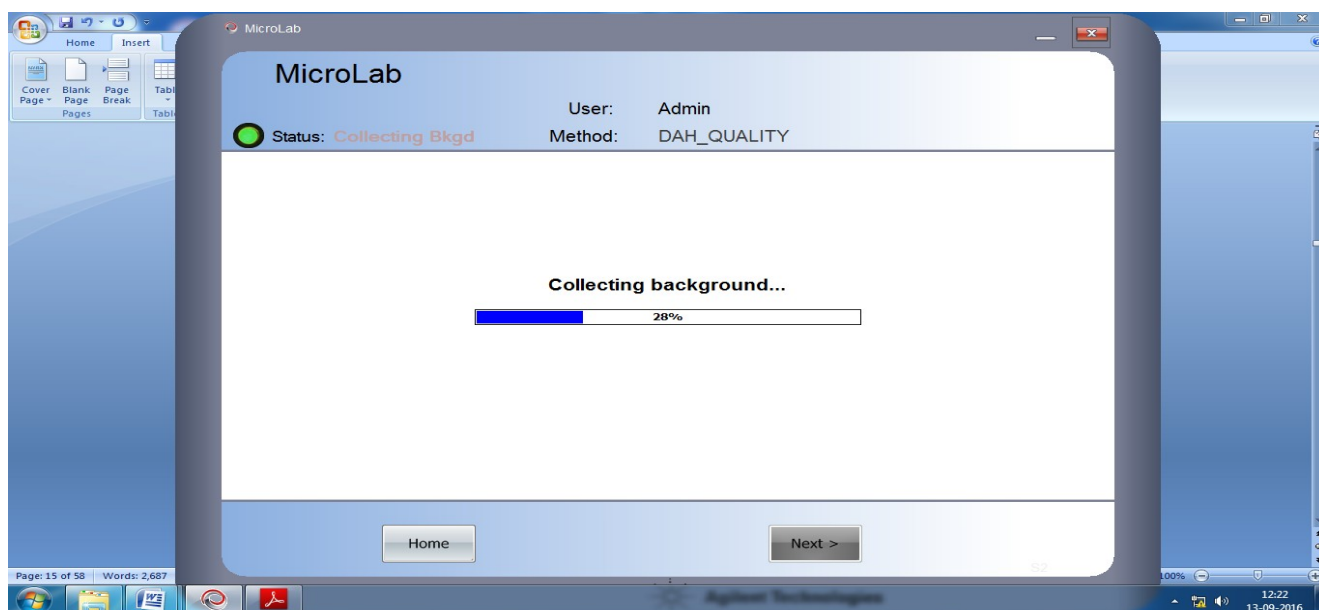 MicroLab
Home Insert
Cover Page
Blank Page
Page Break
Pages
MicroLab
User: Admin
Status: Collecting Bkgd Method: DAH_QUALITY
Collecting background...
28%
Home Next >
52
Page: 15 of 58 Words: 2,687
100%
Agilent Technologies
12:22
13-09-2016